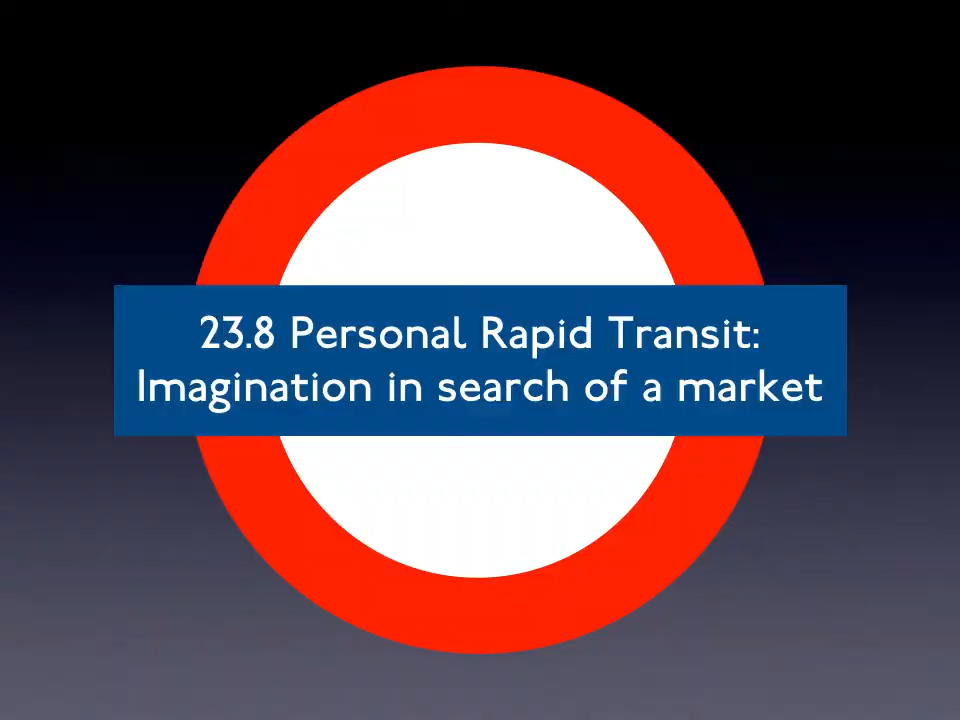 23.8 Personal Rapid Transit:
Imagination in search of a market